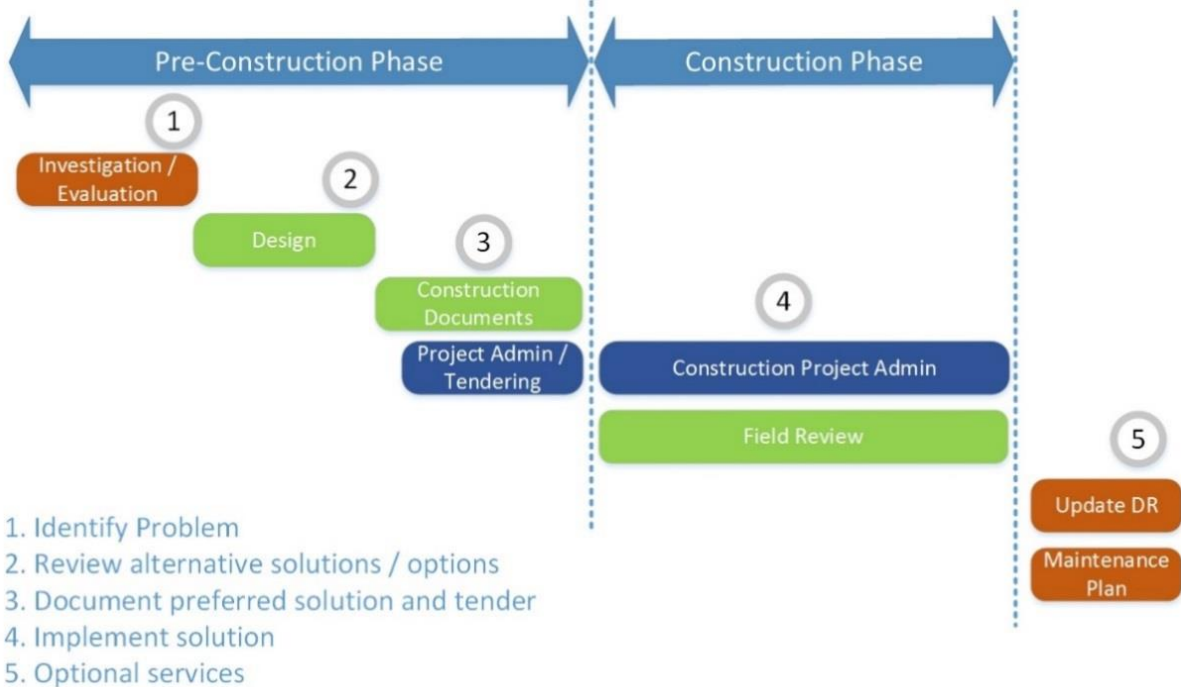 Pre-Construction Phase
Construction Phase
1
Investigation /
Evaluation
2
Design
3
Construction
Documents
4
Project Admin /
Tendering
Construction Project Admin
Field Review
5
Update DR
Maintenance
Plan
1. Identify Problem
2. Review alternative solutions / options
3. Document preferred solution and tender
4. Implement solution
5. Optional services